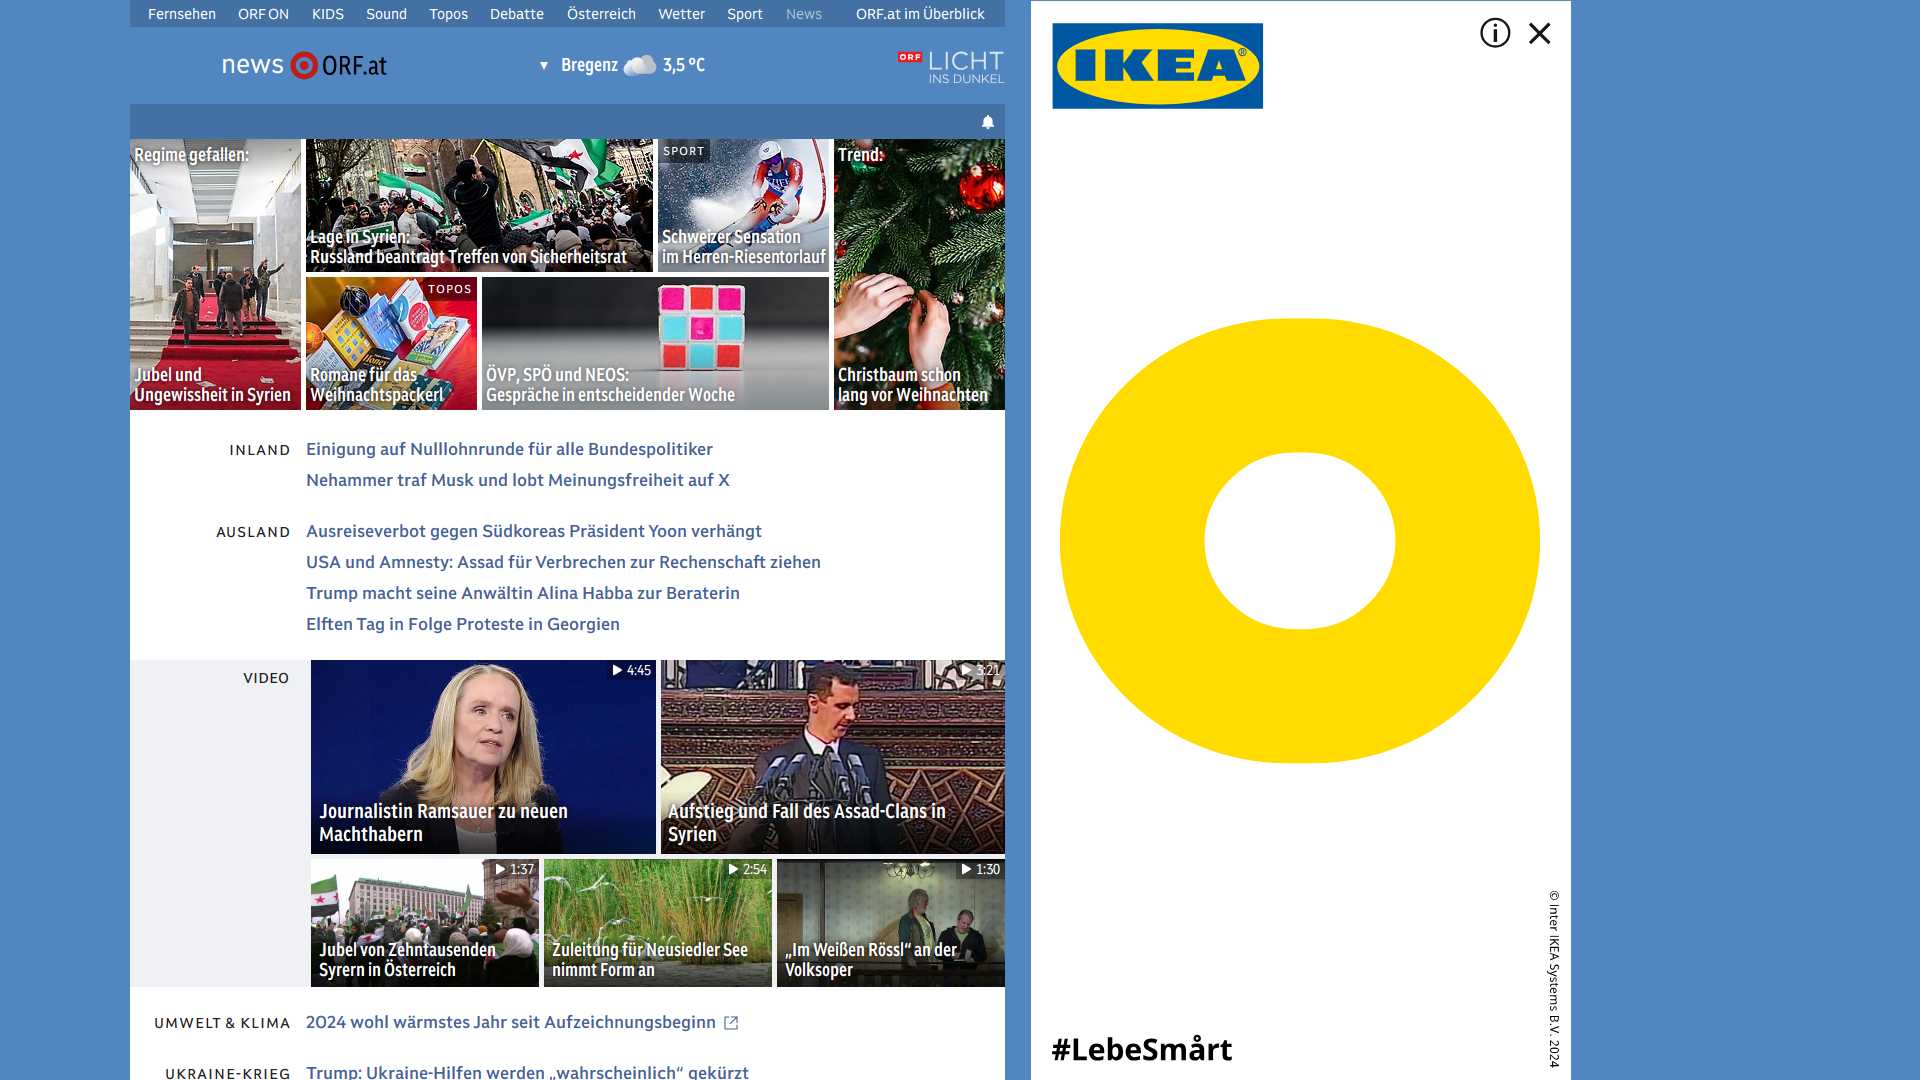 Fernsehen ORF ON KIDS Sound Topos Debatte Österreich Wetter Sport News ORF.at im Überblick
news ORF.at
Bregenz 3,5 °C
ORF LICHT
INS DUNKEL
Regime gefallen:
Jubel und
Ungewissheit in Syrien
Lage in Syrien:
Russland beantragt Treffen von Sicherheitsrat
SPORT
Schweizer Sensation
im Herren-Riesentorlauf
Trend:
Christbaum schon
lang vor Weihnachten
TOPOS
Romane für das
Weihnachtspackerl
ÖVP, SPÖ und NEOS:
Gespräche in entscheidender Woche
INLAND
Einigung auf Nulllohnrunde für alle Bundespolitiker
Nehammer traf Musk und lobt Meinungsfreiheit auf X
AUSLAND
Ausreiseverbot gegen Südkoreas Präsident Yoon verhängt
USA und Amnesty: Assad für Verbrechen zur Rechenschaft ziehen
Trump macht seine Anwältin Alina Habba zur Beraterin
Elften Tag in Folge Proteste in Georgien
VIDEO
4:45
Journalistin Ramsauer zu neuen
Machthabern
3:21
Aufstieg und Fall des Assad-Clans in
Syrien
1:37
Jubel von Zehntausenden
Syrern in Österreich
2:54
Zuleitung für Neusiedler See
nimmt Form an
1:30
„Im Weißen Rössl“ an der
Volksoper
UMWELT & KLIMA
2024 wohl wärmstes Jahr seit Aufzeichnungsbeginn
UKRAINE-KRIEG
Trump: Ukraine-Hilfen werden „wahrscheinlich“ gekürzt
IKEA®
#LebeSmårt
© Inter IKEA Systems B.V. 2024